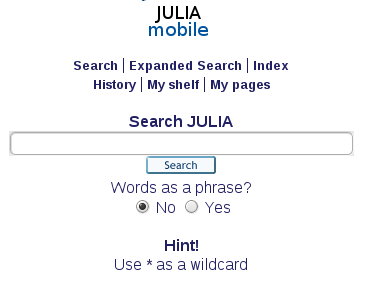 JULIA
mobile
Search | Expanded Search | Index
History | My shelf | My pages
Search JULIA
Search
Words as a phrase?
No Yes
Hint!
Use * as a wildcard